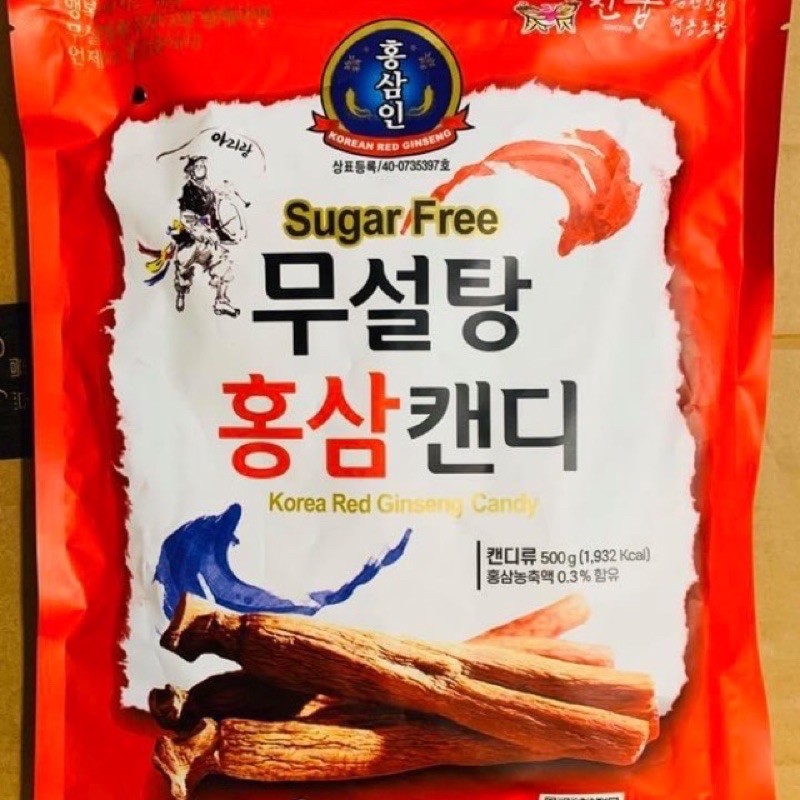 언제
홍삼인
KOREAN RED GINSENG
상표등록/40-0735397호
아리랑
Sugar/Free
무설탕
홍삼캔디
Korea Red Ginseng Candy
캔디류 500g (1,932 Kcal)
홍삼농축액 0.3% 함유